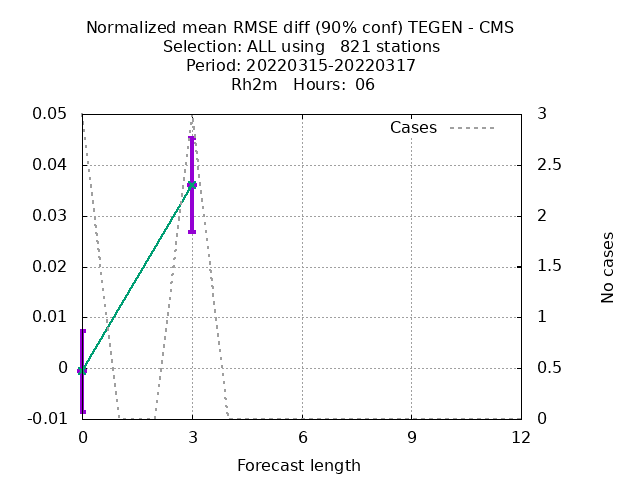 Normalized mean RMSE diff (90% conf) TEGEN - CMS
Selection: ALL using   821 stations
Period: 20220315-20220317
Rh2m   Hours:  06
Cases
0.05
0.04
0.03
0.02
0.01
0
-0.01
3
2.5
2
1.5
1
0.5
0
No cases
0
3
6
9
12
Forecast length